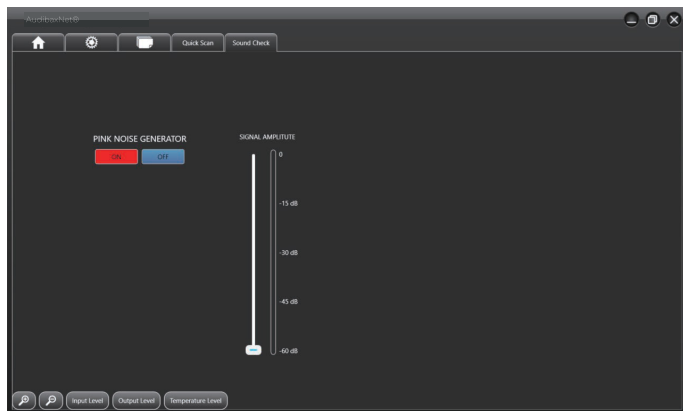 AudiboxNet®
Quick Scan
Sound Check
PINK NOISE GENERATOR
ON
OFF
SIGNAL AMPLITUTE
0
-15 dB
-30 dB
-45 dB
-60 dB
Input Level
Output Level
Temperature Level